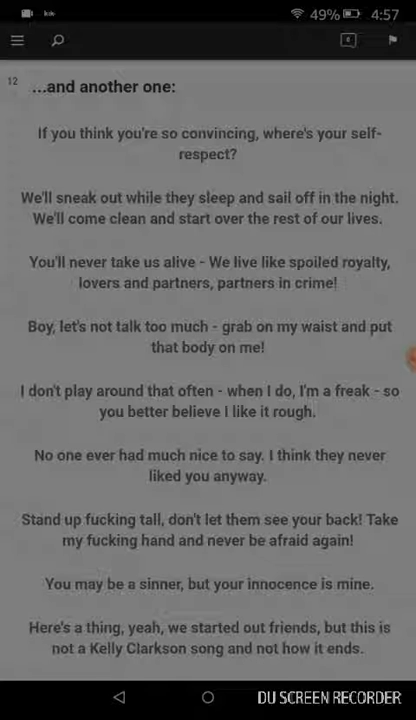 49% 4:57
12 ...and another one:
If you think you're so convincing, where's your self-
respect?
We'll sneak out while they sleep and sail off in the night.
We'll come clean and start over the rest of our lives.
You'll never take us alive - We live like spoiled royalty,
lovers and partners, partners in crime!
Boy, let's not talk too much - grab on my waist and put
that body on me!
I don't play around that often - when I do, I'm a freak - so
you better believe I like it rough.
No one ever had much nice to say. I think they never
liked you anyway.
Stand up fucking tall, don't let them see your back! Take
my fucking hand and never be afraid again!
You may be a sinner, but your innocence is mine.
Here's a thing, yeah, we started out friends, but this is
not a Kelly Clarkson song and not how it ends.
DU SCREEN RECORDER